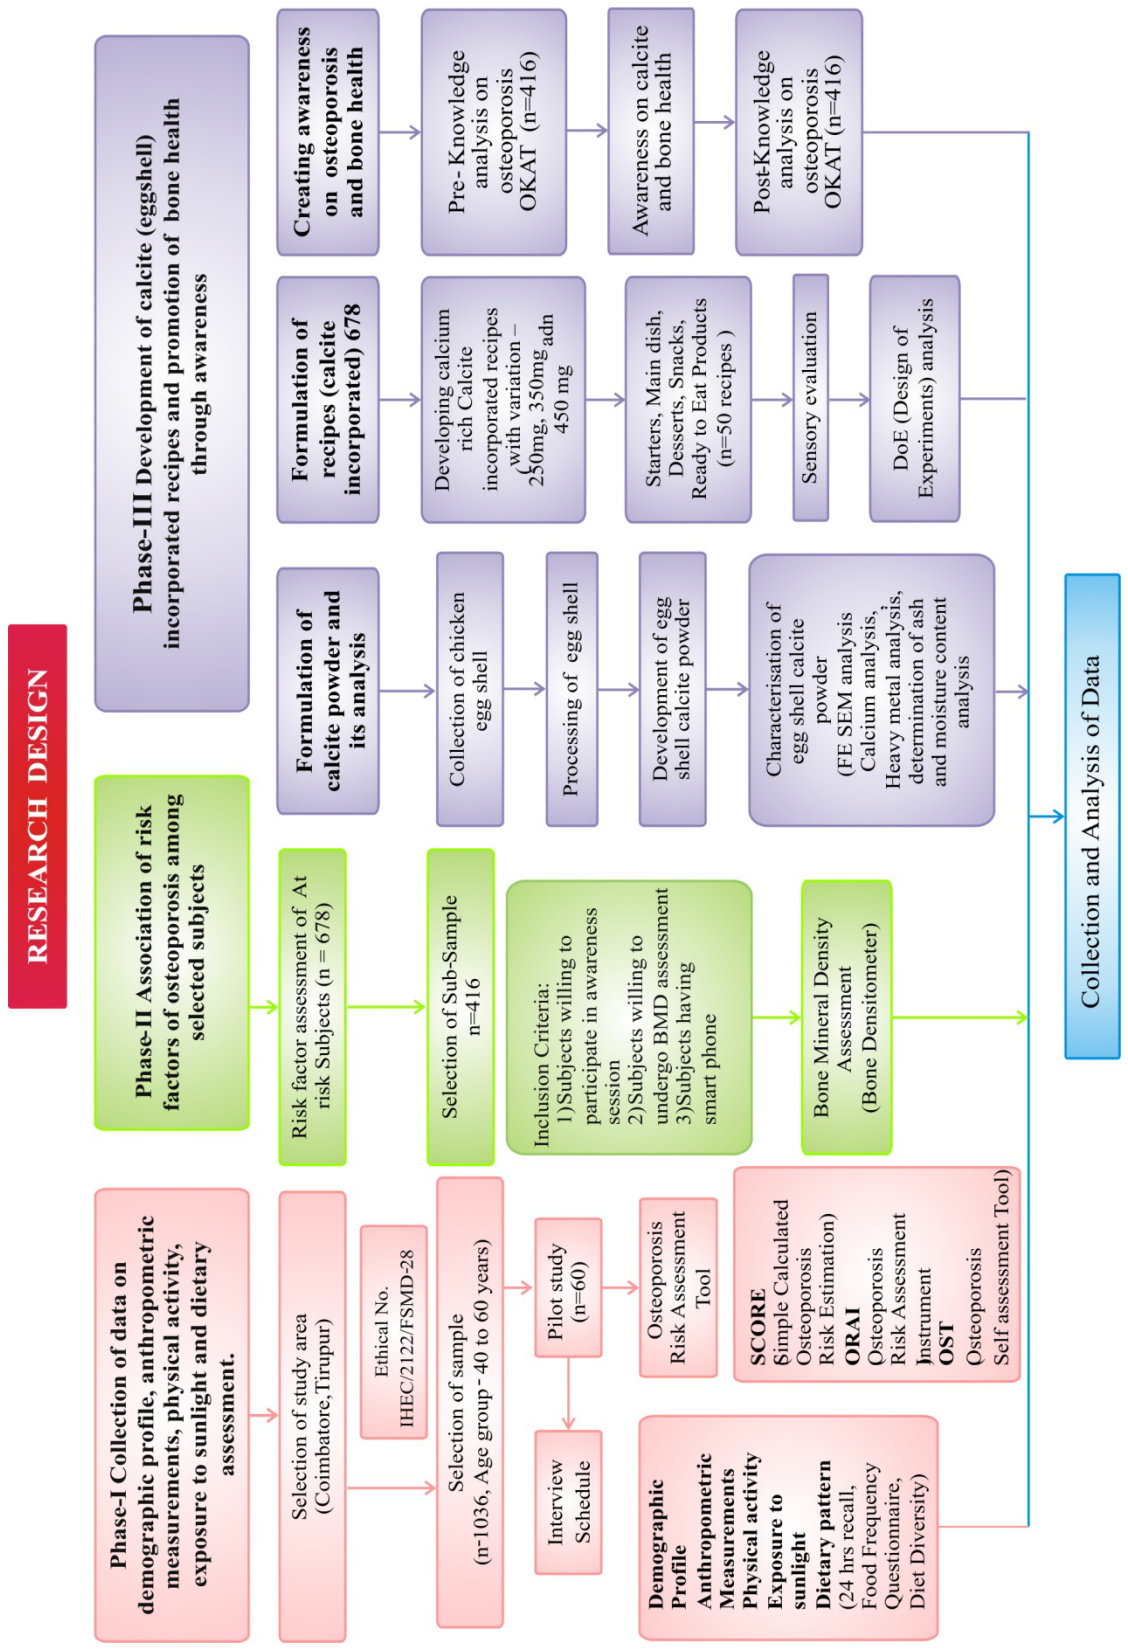 RESEARCH DESIGN
Phase-I Collection of data on
demographic profile, anthropometric
measurements, physical activity,
exposure to sunlight and dietary
assessment.
Selection of study area
(Coimbatore,Tirupur)
Ethical No.
IHEC/2122/FSMD-28
Selection of sample
(n-1036, Age group- 40 to 60 years)
Pilot study
(n=60)
Interview
Schedule
Osteoporosis
Risk Assessment
Tool
Demographic
Profile
Anthropometric
Measurements
Physical activity
Exposure to
sunlight
Dietary pattern
(24 hrs recall,
Food Frequency
Questionnaire,
Diet Diversity)
SCORE
(Simple Calculated
Osteoporosis
Risk Estimation)
ORAI
(Osteoporosis
Risk Assessment
Instrument)
OST
(Osteoporosis
Self assessment Tool)
Phase-II Association of risk
factors of osteoporosis among
selected subjects
Risk factor assessment of At
risk Subjects (n = 678)
Selection of Sub-Sample
n=416
Inclusion Criteria:
1)Subjects willing to
participate in awareness
session
2)Subjects willing to
undergo BMD assessment
3)Subjects having
smart phone
Bone Mineral Density
Assessment
(Bone Densitometer)
Phase-III Development of calcite (eggshell)
incorporated recipes and promotion of bone health
through awareness
Formulation of
calcite powder and
its analysis
Collection of chicken
egg shell
Processing of egg shell
Development of egg
shell calcite powder
Characterisation of
egg shell calcite
powder
(FE SEM analysis
Calcium analysis,
Heavy metal analysis,
determination of ash
and moisture content
analysis
Formulation of
recipes (calcite
incorporated) 678
Developing calcium
rich Calcite
incorporated recipes
with variation –
(250mg, 350mg adn
450 mg
Starters, Main dish,
Desserts, Snacks,
Ready to Eat Products
(n=50 recipes )
Sensory evaluation
DoE (Design of
Experiments) analysis
Creating awareness
on osteoporosis
and bone health
Pre- Knowledge
analysis on
osteoporosis
OKAT (n=416)
Awareness on calcite
and bone health
Post-Knowledge
analysis on
osteoporosis
OKAT (n=416)
Collection and Analysis of Data